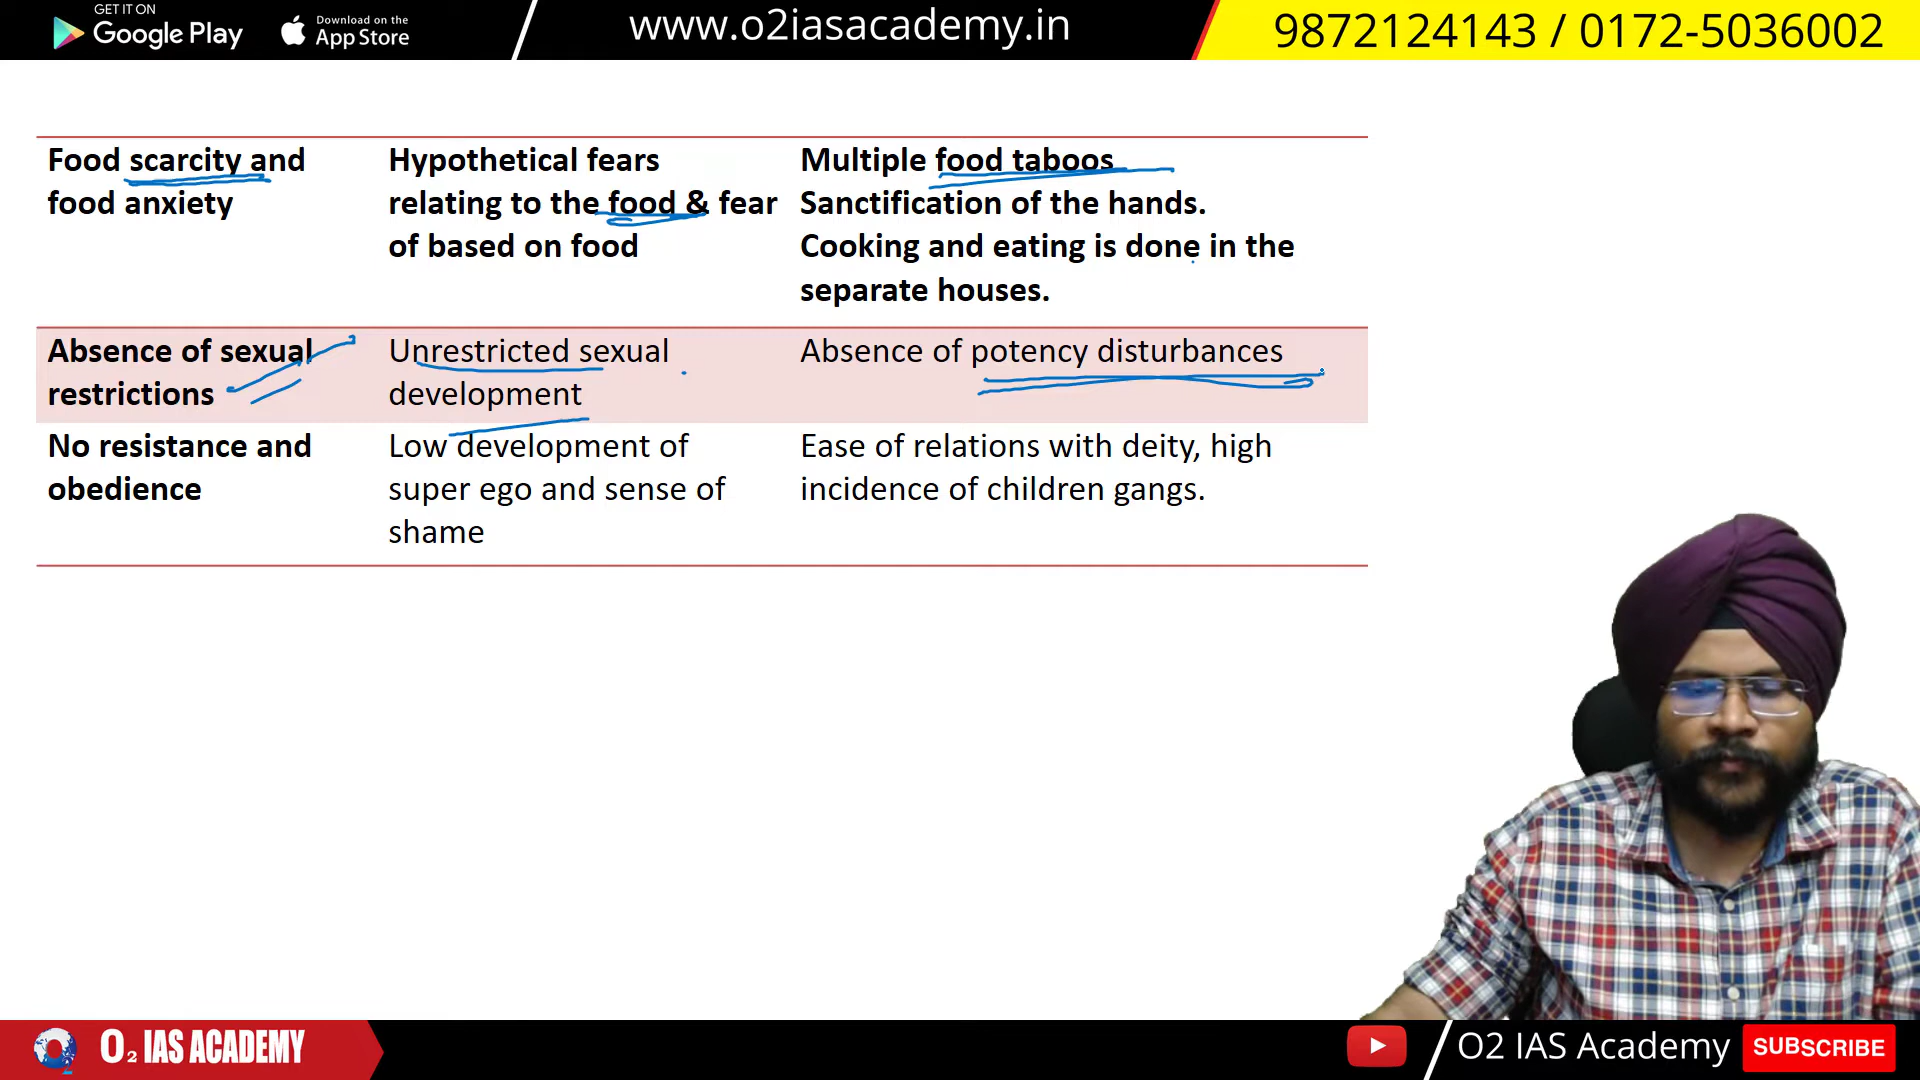 GET IT ON
Google Play
Download on the
App Store
www.o2iasacademy.in
9872124143 / 0172-5036002
Food scarcity and
food anxiety
Hypothetical fears
relating to the food & fear
of based on food
Multiple food taboos
Sanctification of the hands.
Cooking and eating is done in the
separate houses.
Absence of sexual
restrictions
Unrestricted sexual
development
Absence of potency disturbances
No resistance and
obedience
Low development of
super ego and sense of
shame
Ease of relations with deity, high
incidence of children gangs.
O2 IAS ACADEMY
O2 IAS Academy
SUBSCRIBE